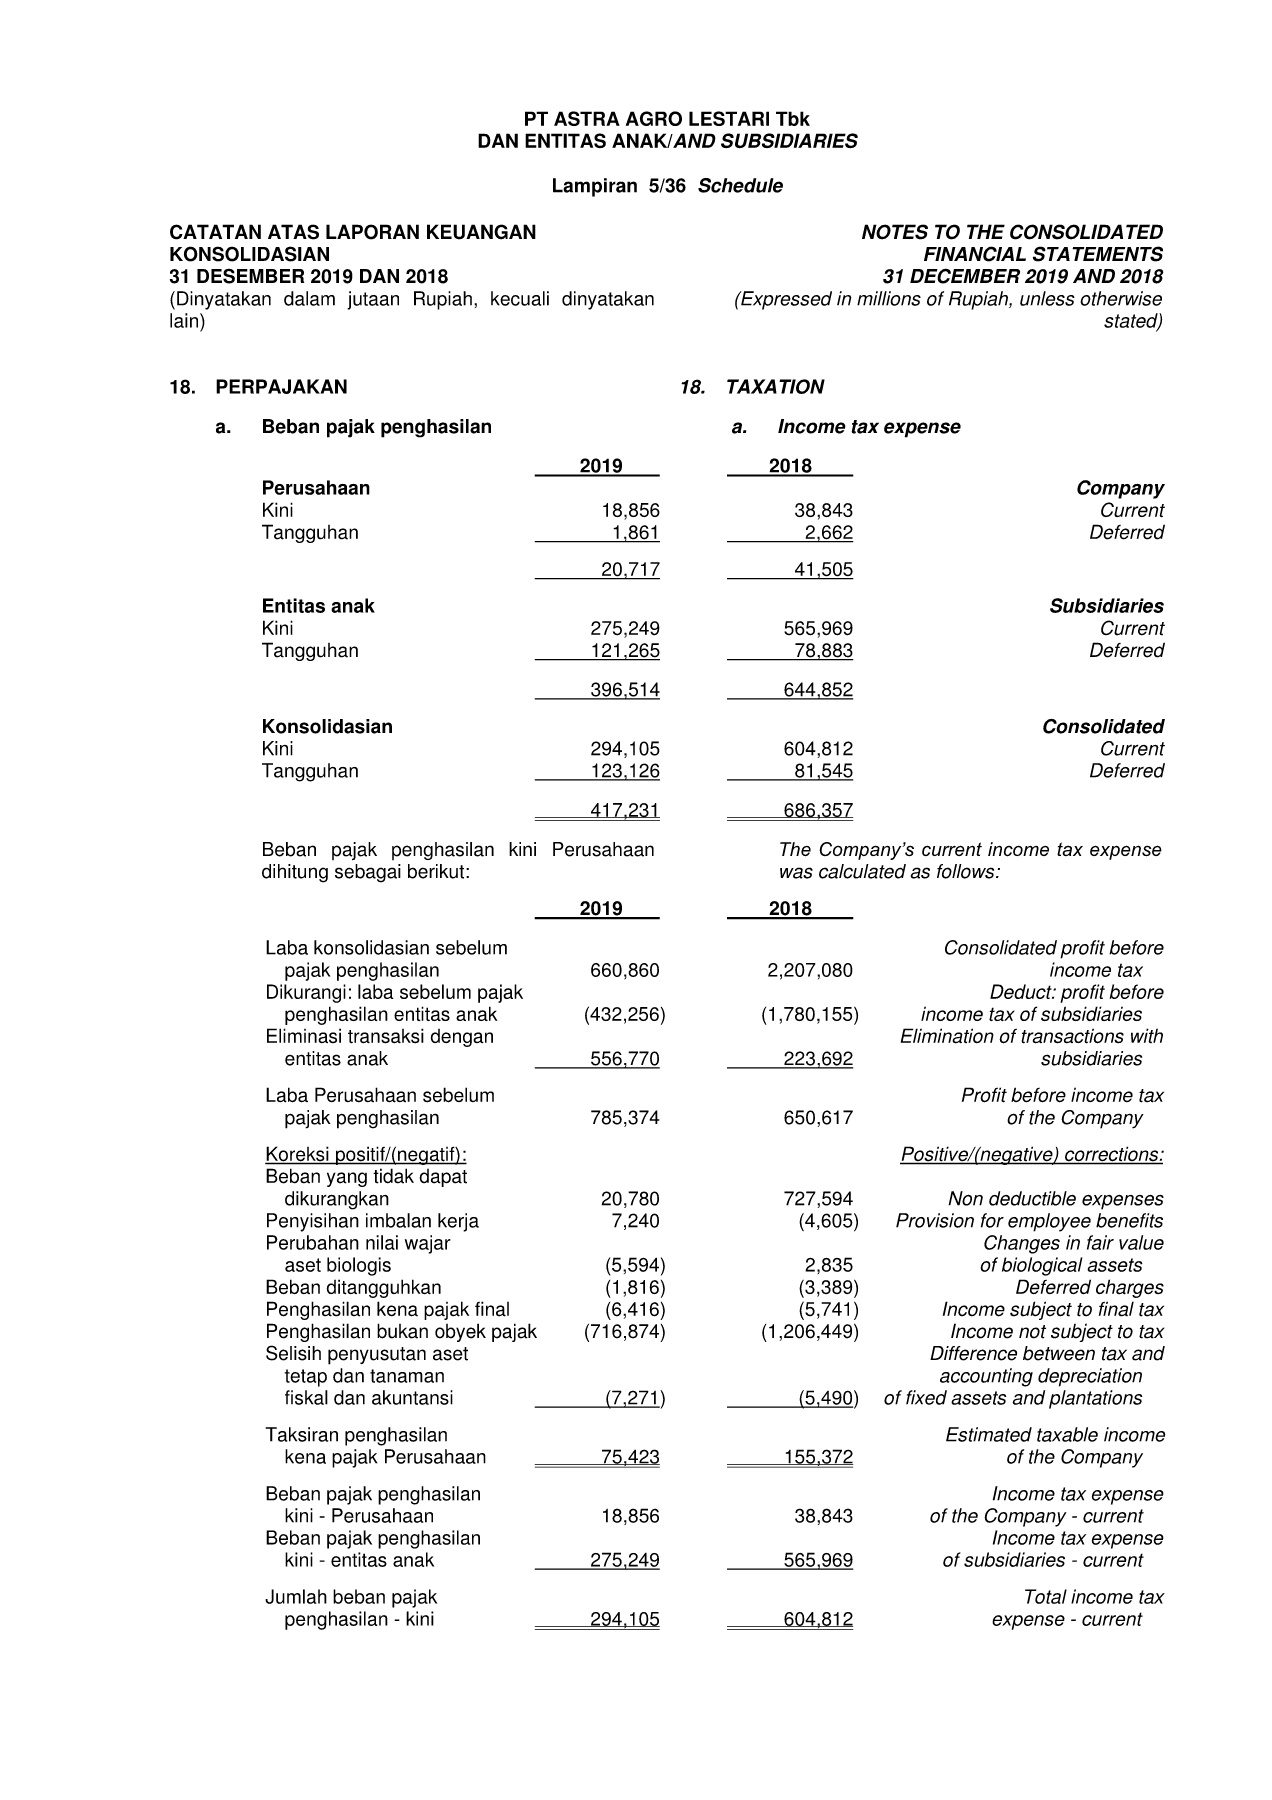 PT ASTRA AGRO LESTARI Tbk
DAN ENTITAS ANAK/AND SUBSIDIARIES
Lampiran 5/36 Schedule
CATATAN ATAS LAPORAN KEUANGAN NOTES TO THE CONSOLIDATED
KONSOLIDASIAN FINANCIAL STATEMENTS
31 DESEMBER 2019 DAN 2018 31 DECEMBER 2019 AND 2018
(Dinyatakan dalam jutaan Rupiah, kecuali dinyatakan (Expressed in millions of Rupiah, unless otherwise
lain) stated)
18. PERPAJAKAN 18. TAXATION
a. Beban pajak penghasilan a. Income tax expense
2019 2018
Perusahaan Company
Kini 18,856 38,843 Current
Tangguhan 1,861 2,662 Deferred
20,717 41,505
Entitas anak Subsidiaries
Kini 275,249 565,969 Current
Tangguhan 121,265 78,883 Deferred
396,514 644,852
Konsolidasian Consolidated
Kini 294,105 604,812 Current
Tangguhan 123,126 81,545 Deferred
417,231 686,357
Beban pajak penghasilan kini Perusahaan The Company's current income tax expense
dihitung sebagai berikut: was calculated as follows:
2019 2018
Laba konsolidasian sebelum Consolidated profit before
pajak penghasilan 660,860 2,207,080 income tax
Dikurangi: laba sebelum pajak Deduct: profit before
penghasilan entitas anak (432,256) (1,780,155) income tax of subsidiaries
Eliminasi transaksi dengan Elimination of transactions with
entitas anak 556,770 223,692 subsidiaries
Laba Perusahaan sebelum Profit before income tax
pajak penghasilan 785,374 650,617 of the Company
Koreksi positif/(negatif): Positive/(negative) corrections:
Beban yang tidak dapat
dikurangkan 20,780 727,594 Non deductible expenses
Penyisihan imbalan kerja 7,240 (4,605) Provision for employee benefits
Perubahan nilai wajar Changes in fair value
aset biologis (5,594) 2,835 of biological assets
Beban ditangguhkan (1,816) (3,389) Deferred charges
Penghasilan kena pajak final (6,416) (5,741) Income subject to final tax
Penghasilan bukan obyek pajak (716,874) (1,206,449) Income not subject to tax
Selisih penyusutan aset Difference between tax and
tetap dan tanaman accounting depreciation
fiskal dan akuntansi (7,271) (5,490) of fixed assets and plantations
Taksiran penghasilan Estimated taxable income
kena pajak Perusahaan 75,423 155,372 of the Company
Beban pajak penghasilan Income tax expense
kini - Perusahaan 18,856 38,843 of the Company - current
Beban pajak penghasilan Income tax expense
kini - entitas anak 275,249 565,969 of subsidiaries - current
Jumlah beban pajak Total income tax
penghasilan - kini 294,105 604,812 expense - current